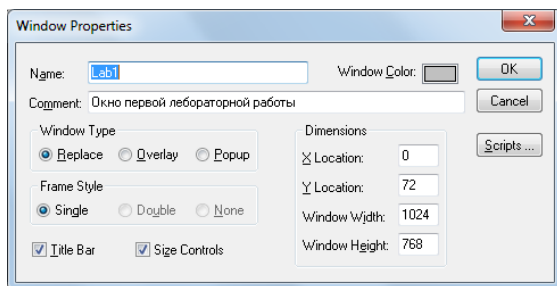 Window Properties
Name: Lab1 Window Color: OK
Comment: Окно первой лебораторной работы Cancel
Window Type Dimensions Scripts ...
Replace Overlay Popup X Location: 0
Frame Style Y Location: 72
Single Double None Window Width: 1024
Title Bar Size Controls Window Height: 768